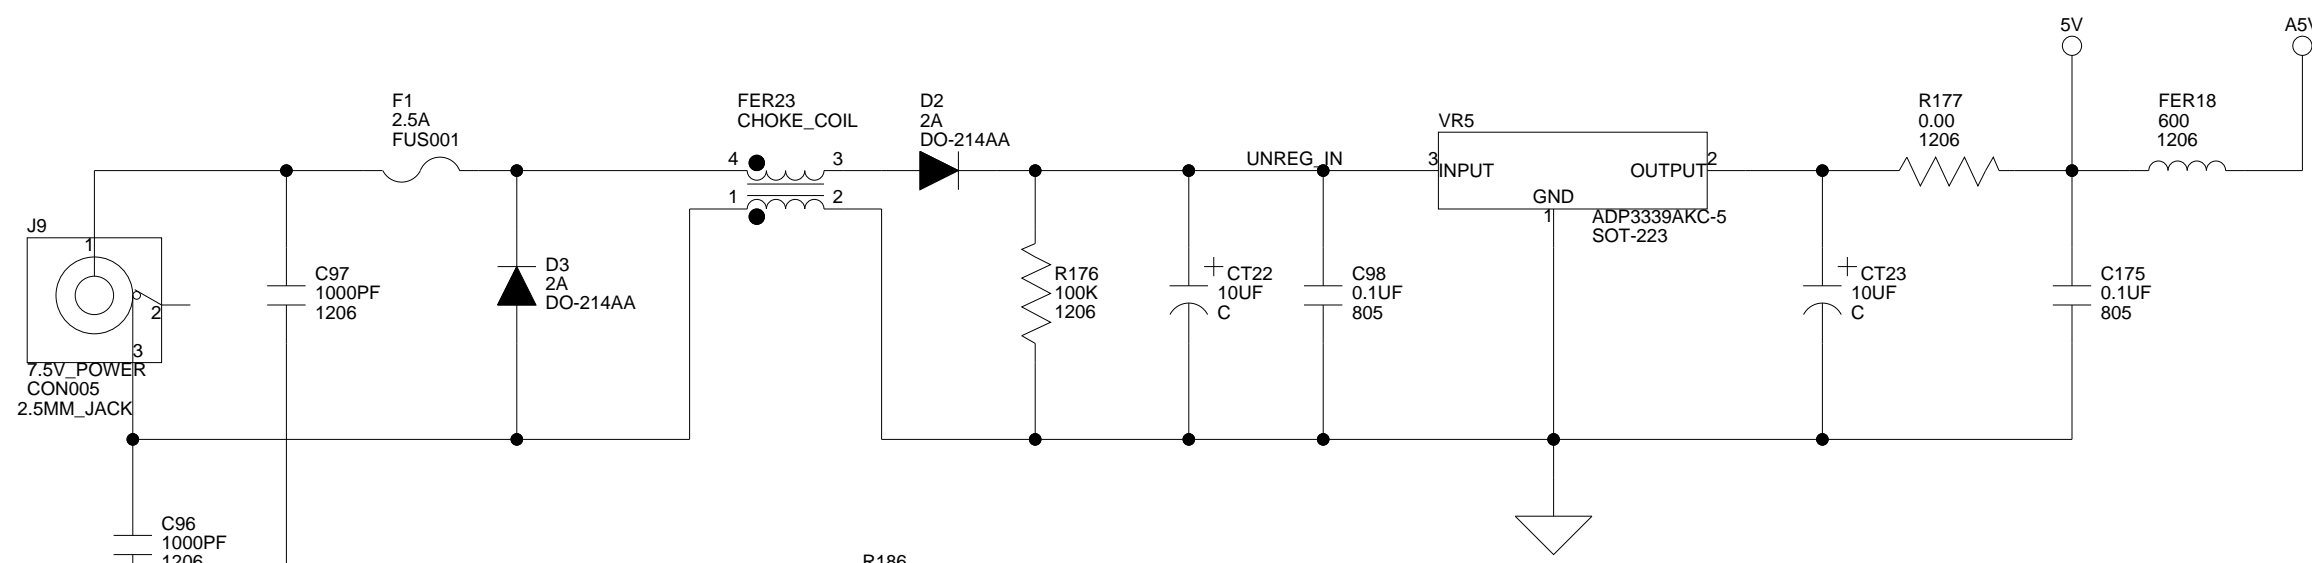 5V
A5V
F1
2.5A
FUS001
FER23
CHOKE_COIL
D2
2A
DO-214AA
VR5
R177
0.00
1206
FER18
600
1206
4
3
1
2
UNREG_IN
3
INPUT
OUTPUT
2
GND
1
ADP3339AKC-5
SOT-223
J9
1
2
3
7.5V_POWER
CON005
2.5MM_JACK
C97
1000PF
1206
D3
2A
DO-214AA
R176
100K
1206
+
CT22
10UF
C
C98
0.1UF
805
+
CT23
10UF
C
C175
0.1UF
805
C96
1000PF
1206
R186